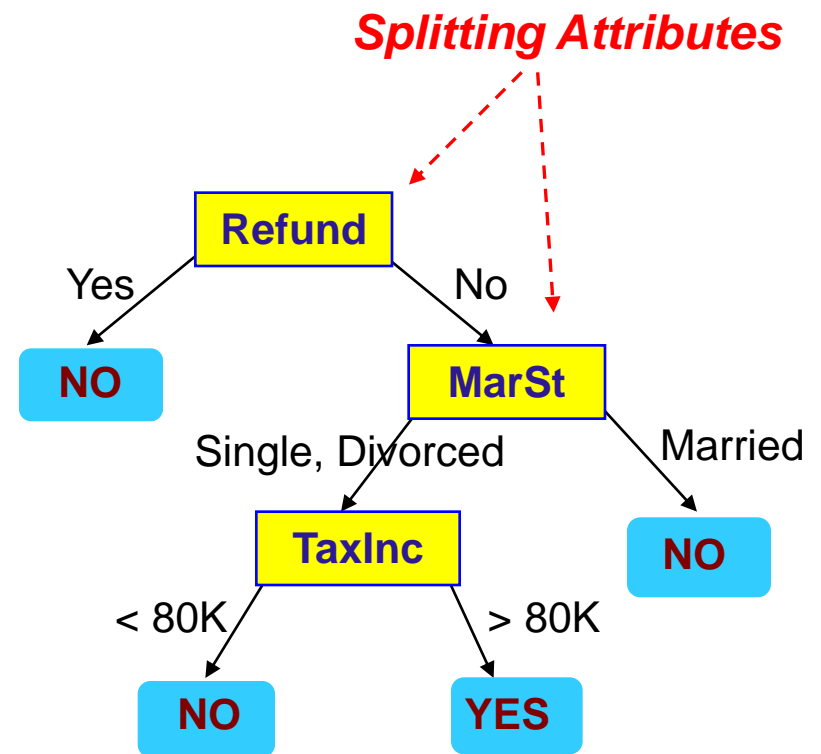 Splitting Attributes
Refund
Yes
No
NO
MarSt
Single, Divorced
Married
TaxInc
NO
< 80K
> 80K
NO
YES